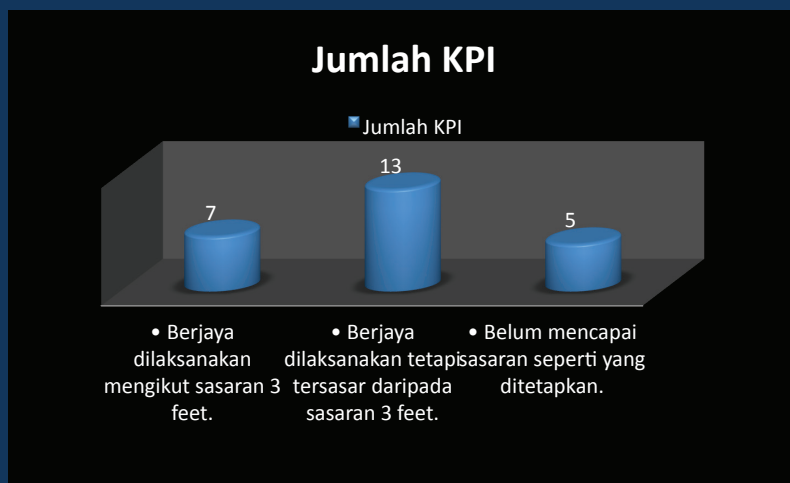 Jumlah KPI
Jumlah KPI
7
13
5
• Berjaya
dilaksanakan
mengikut sasaran 3
feet.
• Berjaya
dilaksanakan tetapi
tersasar daripada
sasaran 3 feet.
• Belum mencapai
sasaran seperti yang
ditetapkan.